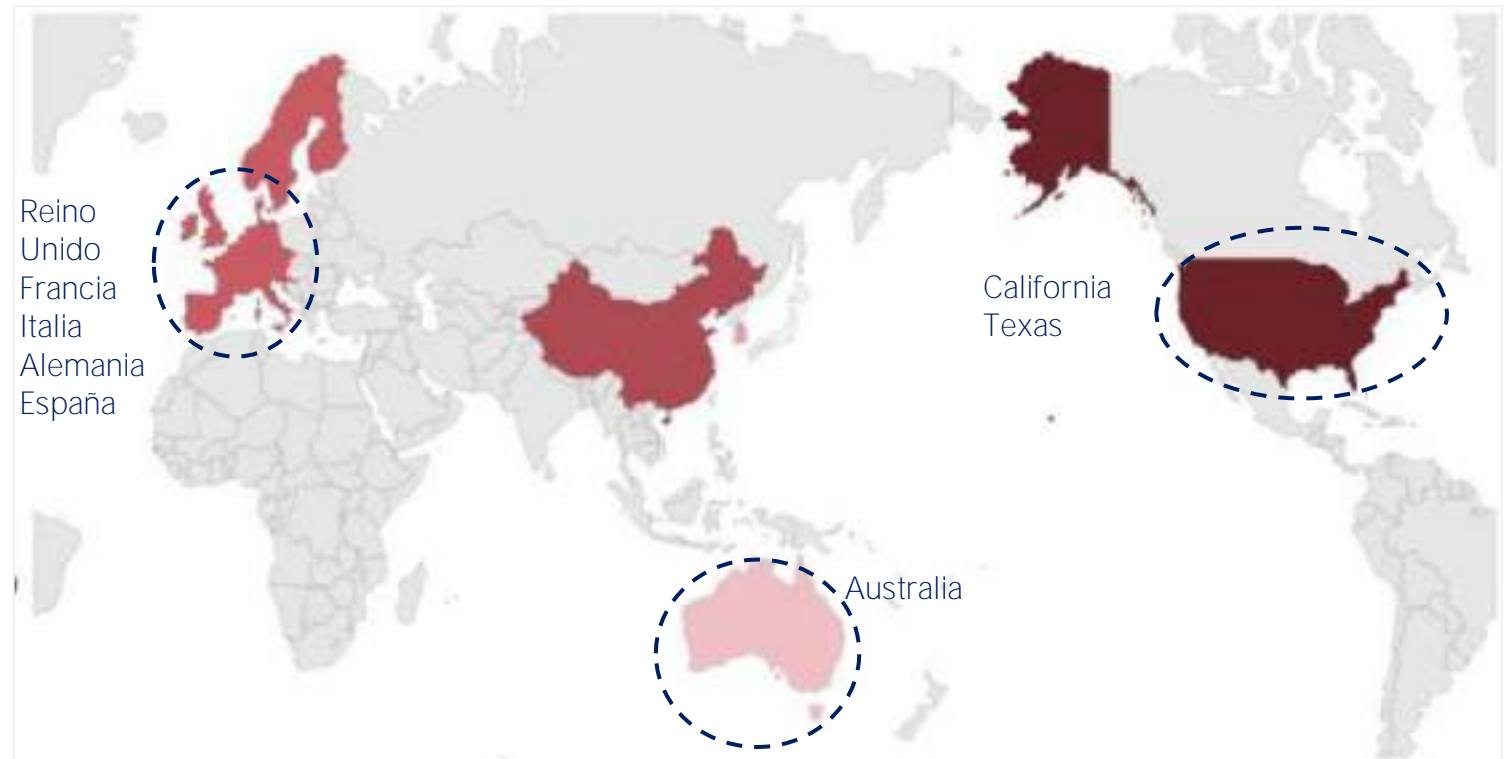 Reino
Unido
Francia
Italia
Alemania
España
California
Texas
Australia